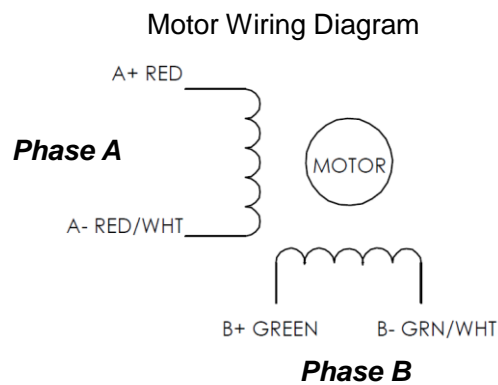 Motor Wiring Diagram
A+ RED
Phase A
MOTOR
A- RED/WHT
B+ GREEN B- GRN/WHT
Phase B